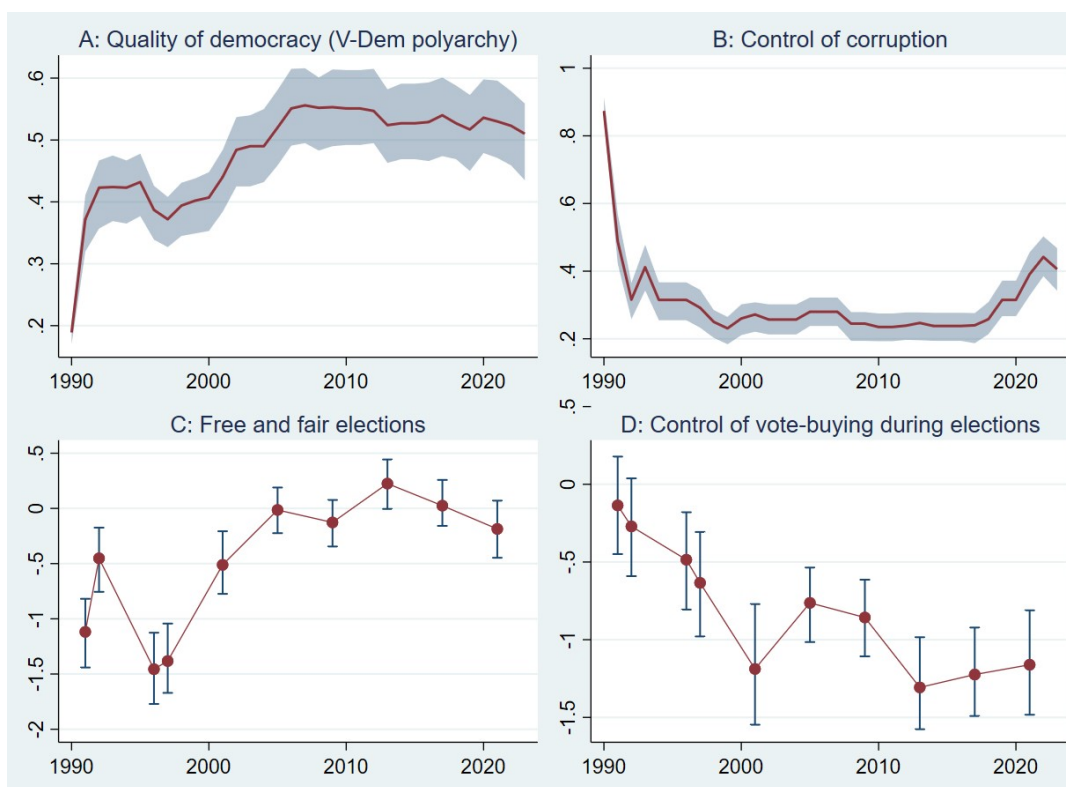 A: Quality of democracy (V-Dem polyarchy)
.6
.5
.4
.3
.2
1990 2000 2010 2020
B: Control of corruption
1
.8
.6
.4
.2
1990 2000 2010 2020
C: Free and fair elections
.5
0
-.5
-1
-1.5
-2
1990 2000 2010 2020
.5
D: Control of vote-buying during elections
0
-.5
-1
-1.5
1990 2000 2010 2020